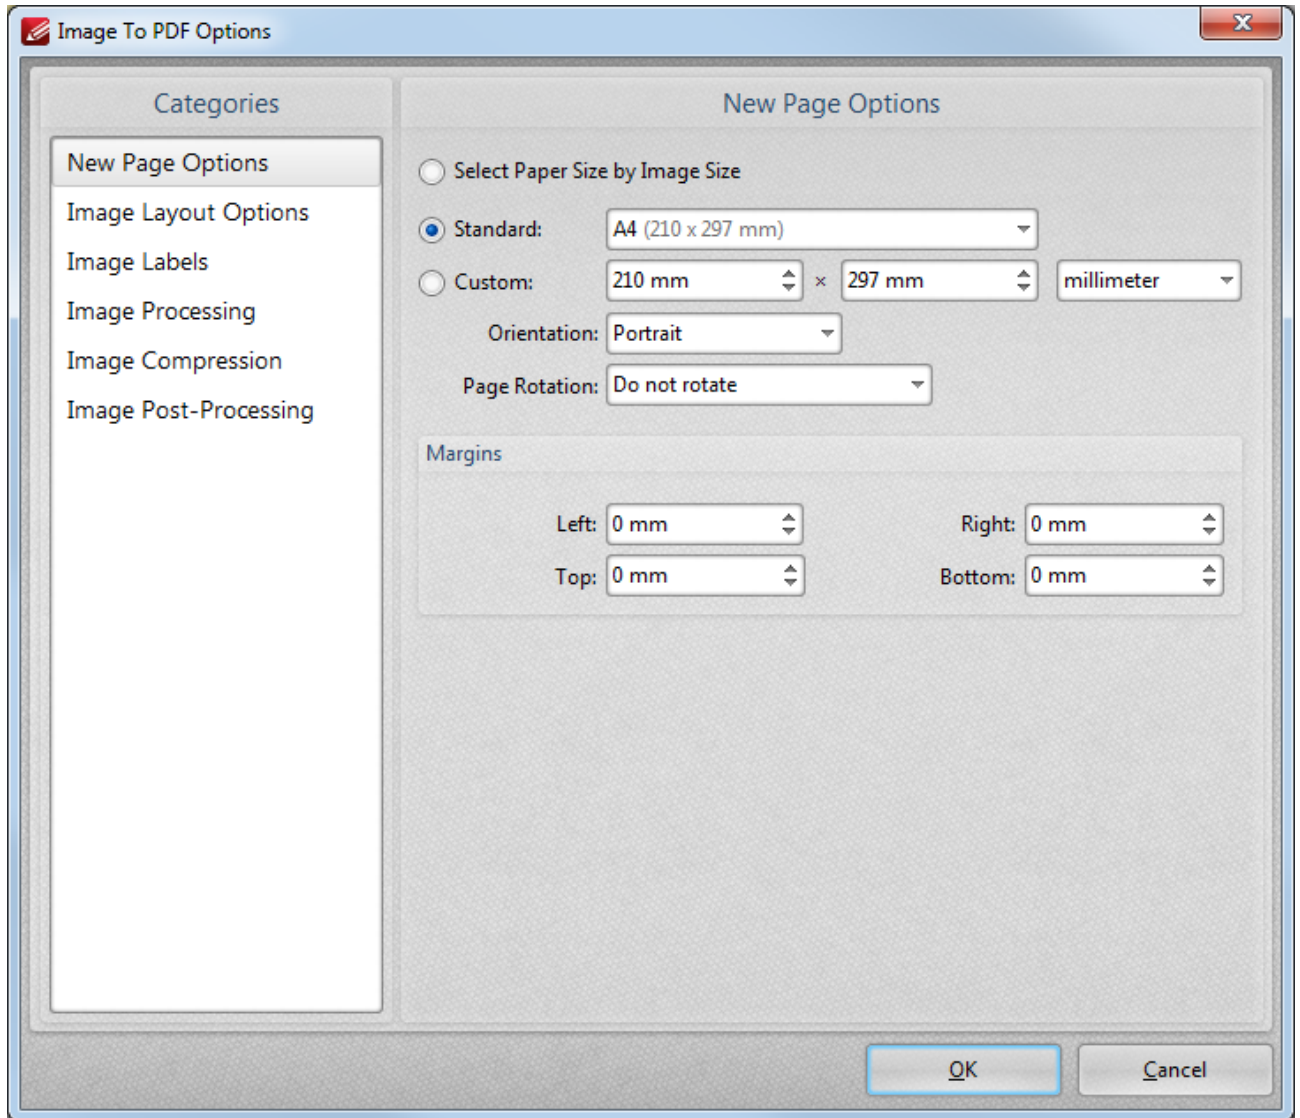 Image To PDF Options
Categories
New Page Options
Image Layout Options
Image Labels
Image Processing
Image Compression
Image Post-Processing
New Page Options
Select Paper Size by Image Size
Standard: A4 (210 x 297 mm)
Custom: 210 mm × 297 mm millimeter
Orientation: Portrait
Page Rotation: Do not rotate
Margins
Left: 0 mm Right: 0 mm
Top: 0 mm Bottom: 0 mm
OK Cancel